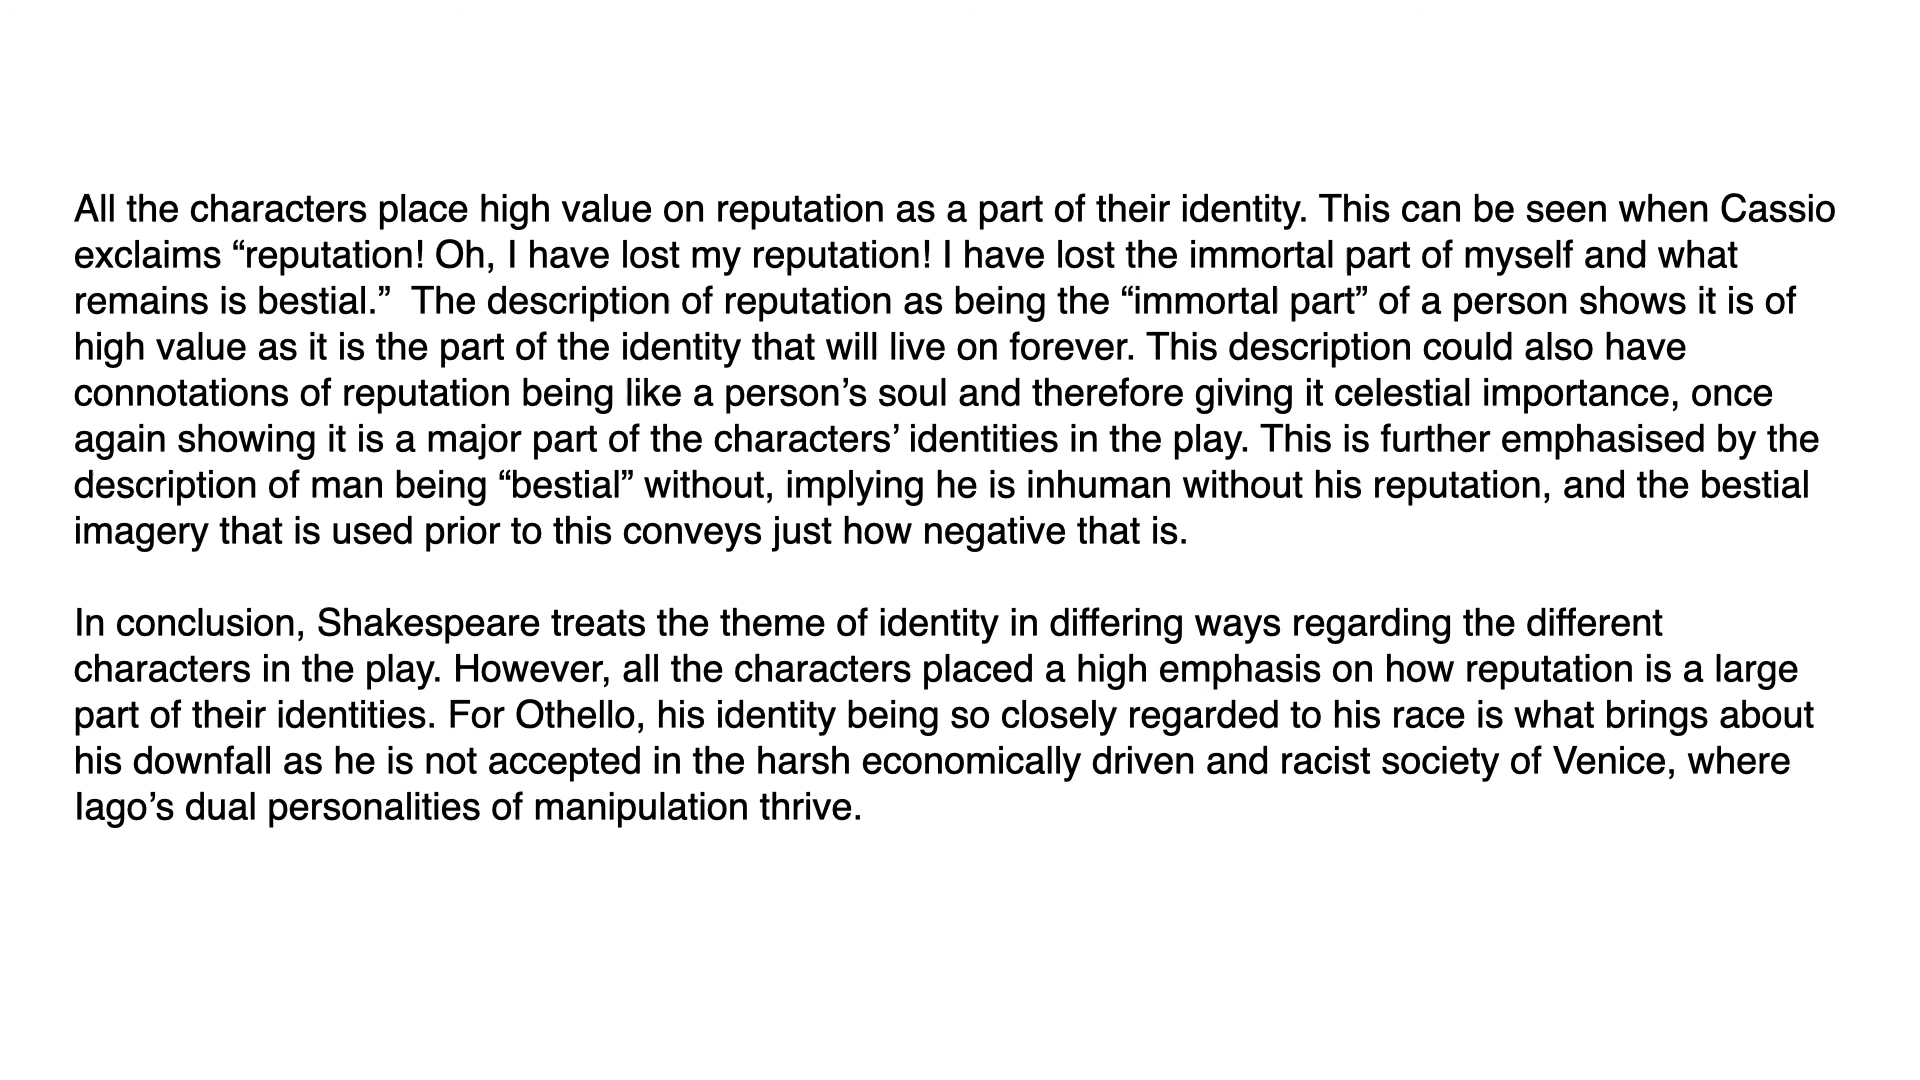 All the characters place high value on reputation as a part of their identity. This can be seen when Cassio
exclaims “reputation! Oh, I have lost my reputation! I have lost the immortal part of myself and what
remains is bestial.”  The description of reputation as being the “immortal part” of a person shows it is of
high value as it is the part of the identity that will live on forever. This description could also have
connotations of reputation being like a person’s soul and therefore giving it celestial importance, once
again showing it is a major part of the characters’ identities in the play. This is further emphasised by the
description of man being “bestial” without, implying he is inhuman without his reputation, and the bestial
imagery that is used prior to this conveys just how negative that is.
In conclusion, Shakespeare treats the theme of identity in differing ways regarding the different
characters in the play. However, all the characters placed a high emphasis on how reputation is a large
part of their identities. For Othello, his identity being so closely regarded to his race is what brings about
his downfall as he is not accepted in the harsh economically driven and racist society of Venice, where
Iago’s dual personalities of manipulation thrive.